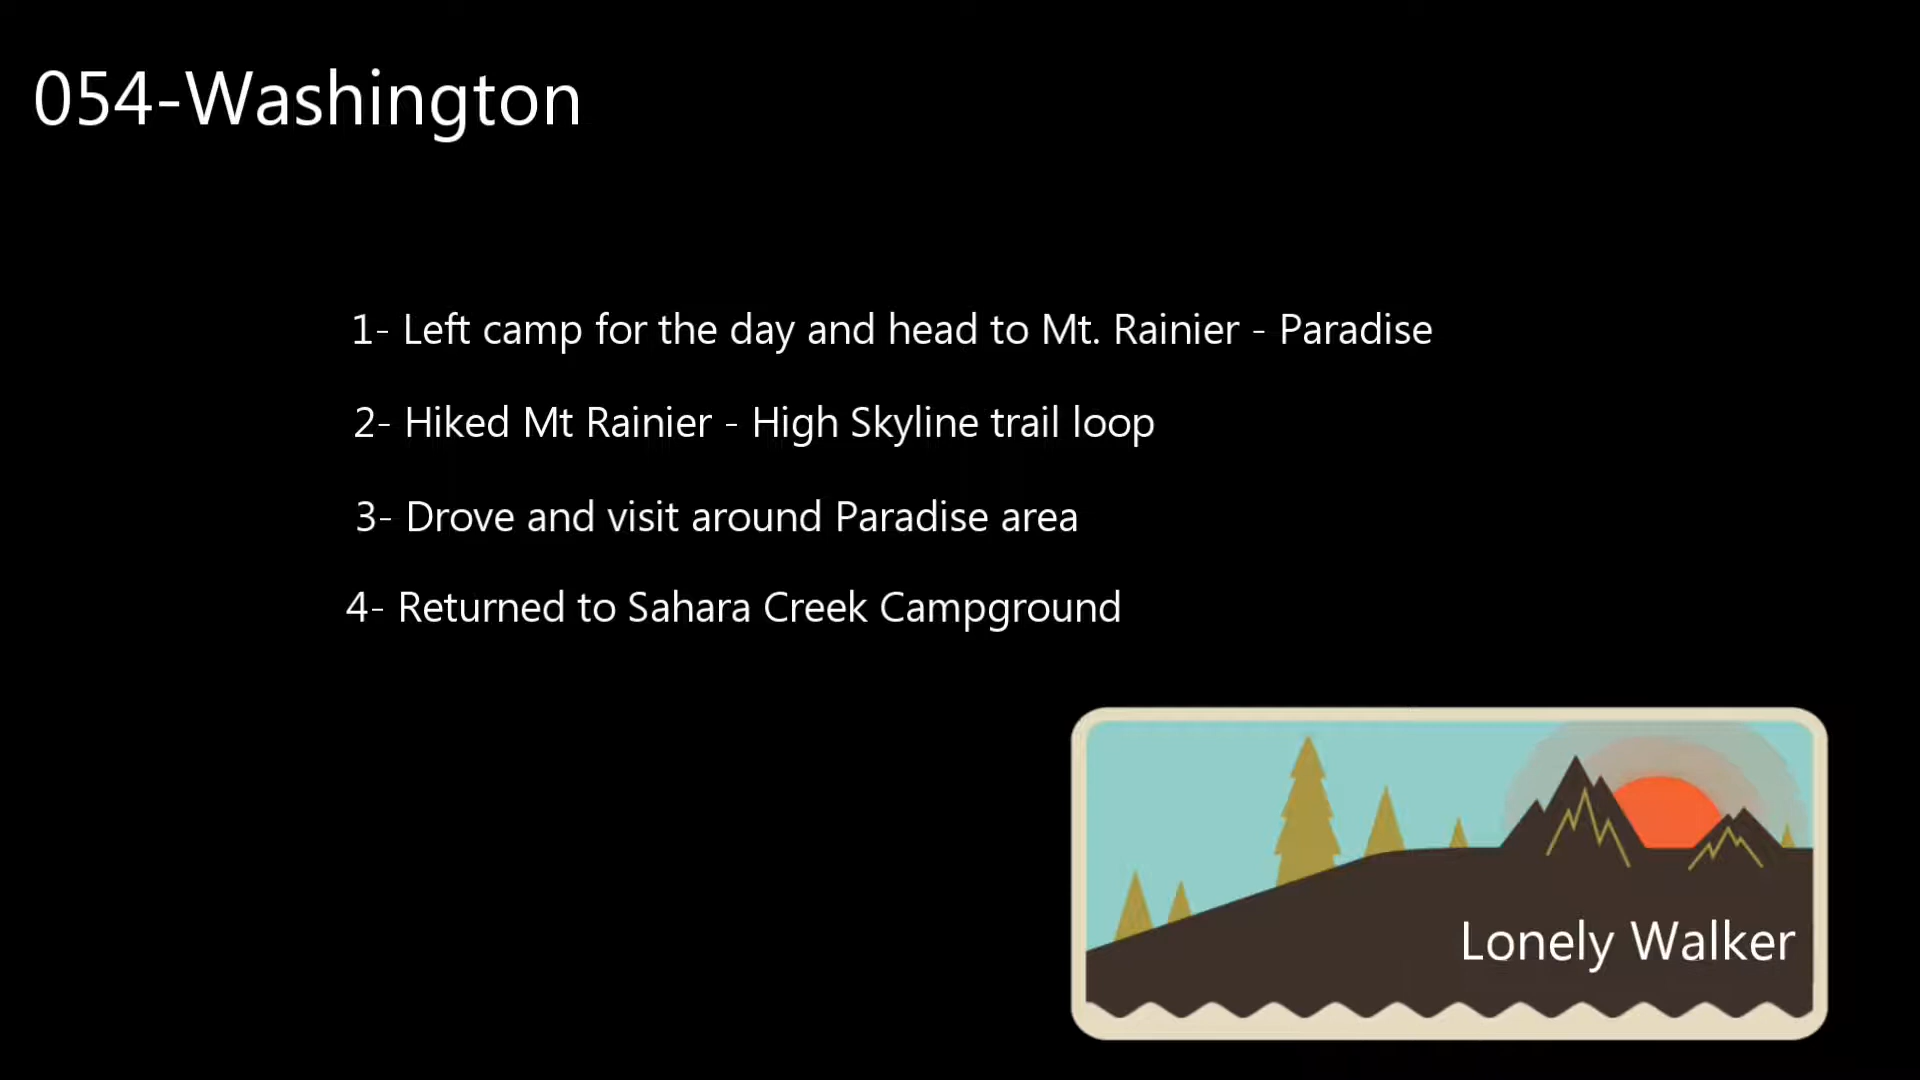 054-Washington
1- Left camp for the day and head to Mt. Rainier - Paradise
2- Hiked Mt Rainier - High Skyline trail loop
3- Drove and visit around Paradise area
4- Returned to Sahara Creek Campground
Lonely Walker